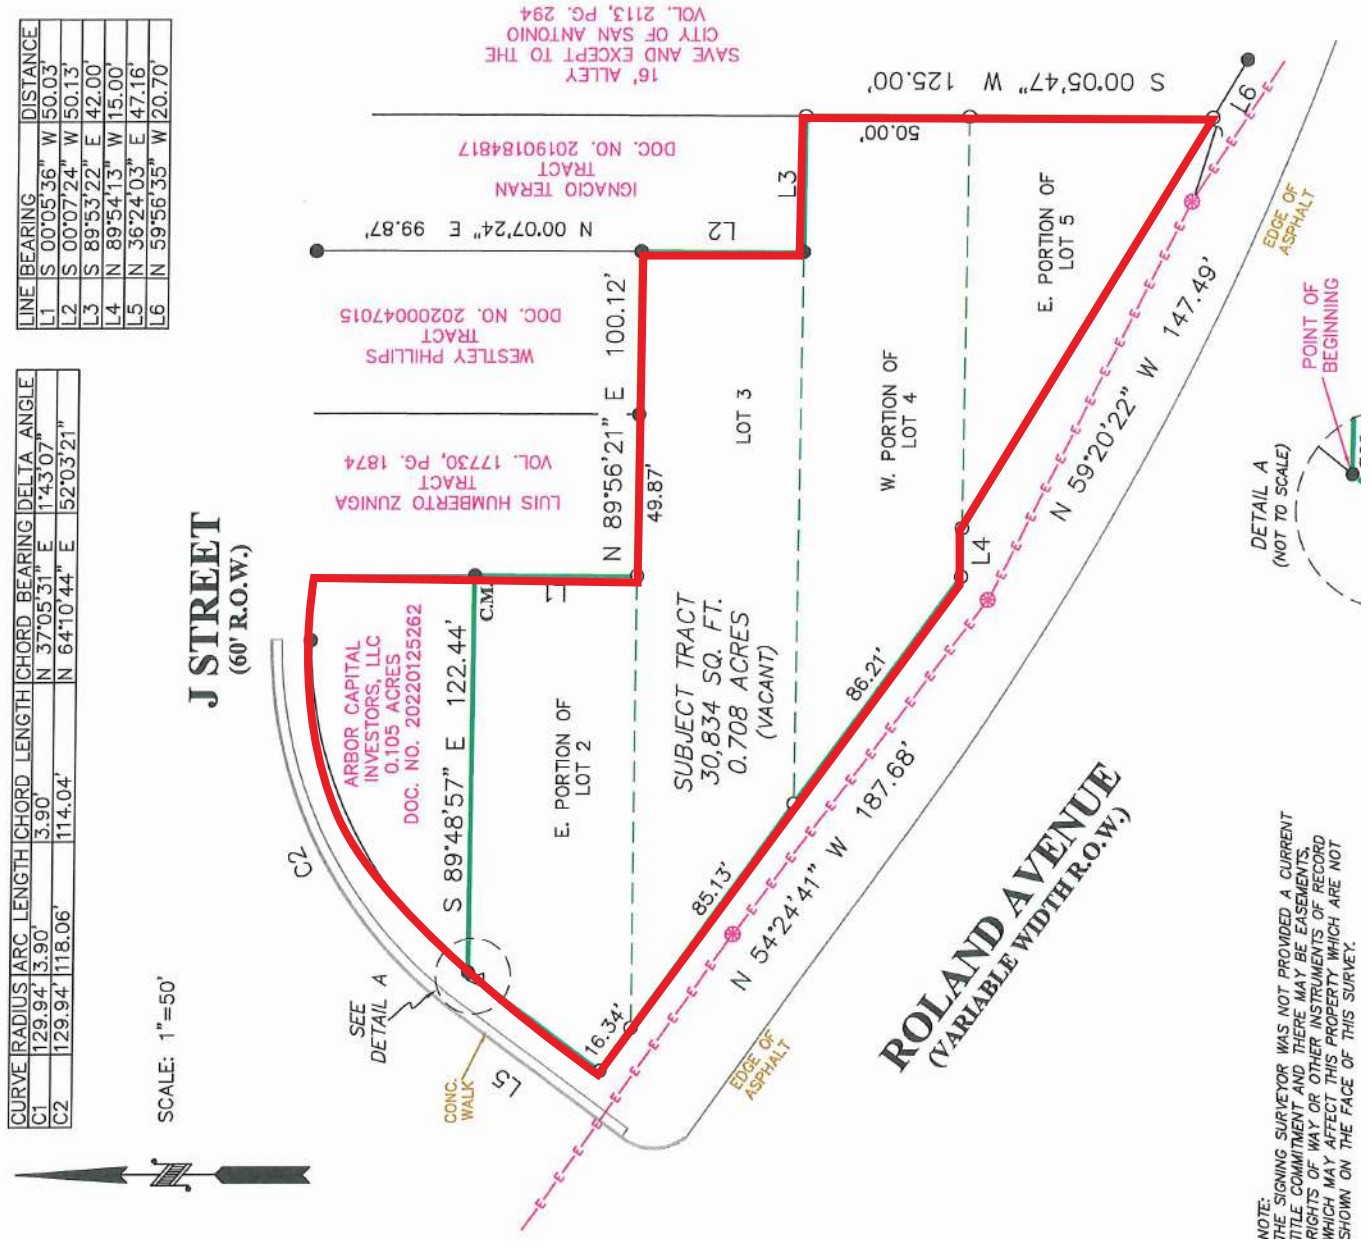 LINE BEARING DISTANCE
L1 S 00°05'36" W 50.03'
L2 S 00°07'24" W 50.13'
L3 S 89°53'22" E 42.00'
L4 N 89°54'13" W 15.00'
L5 N 36°24'03" E 47.16'
L6 N 59°56'35" W 20.70'
CURVE RADIUS ARC LENGTH CHORD LENGTH CHORD BEARING DELTA ANGLE
C1 129.94' 3.90' 3.90' N 37°05'31" E 1°43'07"
C2 129.94' 118.06' 114.04' N 64°10'44" E 52°03'21"
SCALE: 1"=50'
J STREET
(60' R.O.W.)
16' ALLEY
SAVE AND EXCEPT TO THE
CITY OF SAN ANTONIO
VOL. 2113, PG. 294
IGNACIO TERAN
TRACT
DOC. NO. 20190184817
N 00°07'24" E 99.87'
WESTLEY PHILLIPS
TRACT
DOC. NO. 20200047015
LUIS HUMBERTO ZUNIGA
TRACT
VOL. 17730, PG. 1874
S 00°05'47" W 125.00'
50.00'
L3
L2
L6
N 89°56'21" E 100.12'
49.87'
L1
C.M.
ARBOR CAPITAL
INVESTORS, LLC
0.105 ACRES
DOC. NO. 20220125262
S 89°48'57" E 122.44'
C2
SEE
DETAIL A
CONC.
WALK
L5
E. PORTION OF
LOT 2
SUBJECT TRACT
30,834 SQ. FT.
0.708 ACRES
(VACANT)
LOT 3
W. PORTION OF
LOT 4
E. PORTION OF
LOT 5
L4
16.34'
85.13'
86.21'
N 54°24'41" W 187.68'
N 59°20'22" W 147.49'
E E E E E E E E E E E E E E E E E E E E E E E E
EDGE OF
ASPHALT
EDGE OF
ASPHALT
ROLAND AVENUE
(VARIABLE WIDTH R.O.W.)
POINT OF
BEGINNING
DETAIL A
(NOT TO SCALE)
NOTE:
THE SIGNING SURVEYOR WAS NOT PROVIDED A CURRENT
TITLE COMMITMENT AND THERE MAY BE EASEMENTS,
RIGHTS OF WAY OR OTHER INSTRUMENTS OF RECORD
WHICH MAY AFFECT THIS PROPERTY WHICH ARE NOT
SHOWN ON THE FACE OF THIS SURVEY.